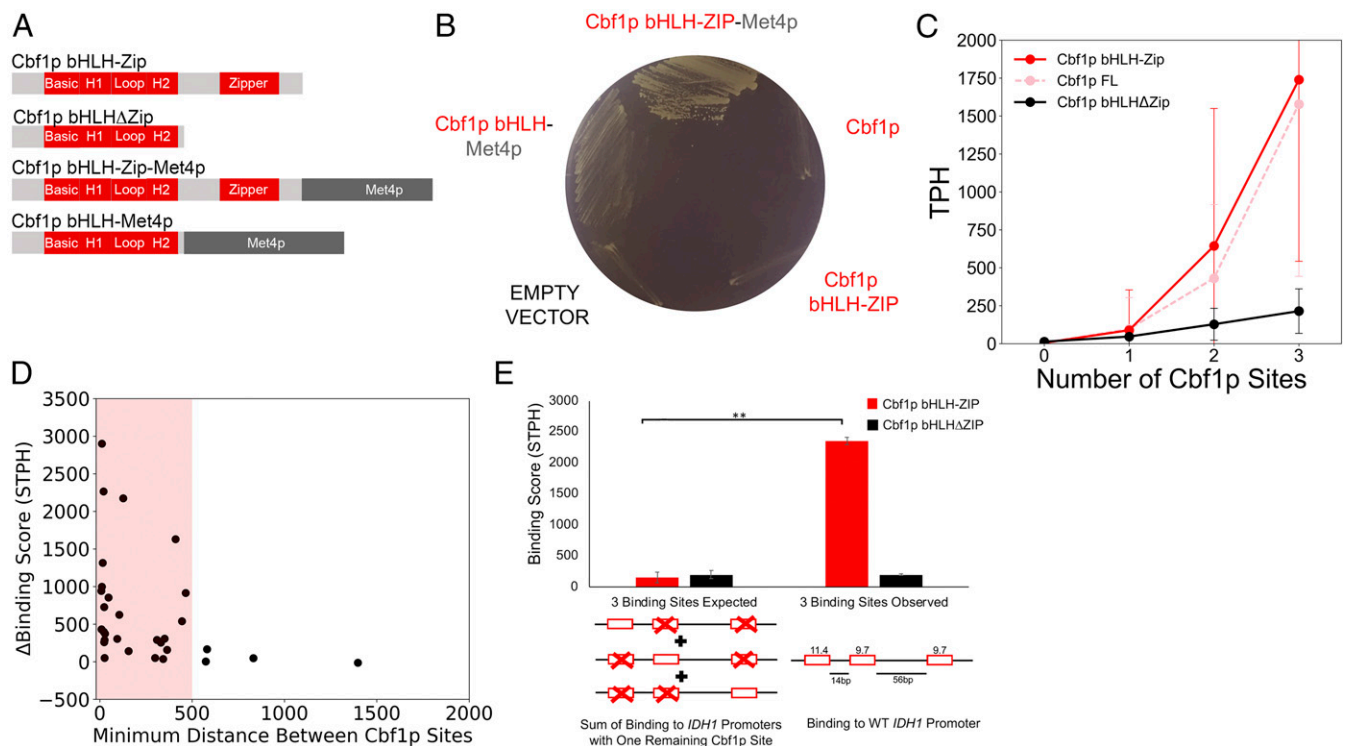 A
Cbf1p bHLH-Zip
Basic H1 Loop H2 Zipper
Cbf1p bHLHΔZip
Basic H1 Loop H2
Cbf1p bHLH-Zip-Met4p
Basic H1 Loop H2 Zipper Met4p
Cbf1p bHLH-Met4p
Basic H1 Loop H2 Met4p
B
Cbf1p bHLH-ZIP-Met4p
Cbf1p bHLH-
Met4p
Cbf1p
EMPTY
VECTOR
Cbf1p
bHLH-ZIP
C
2000
1750
1500
1250
1000
750
500
250
0
TPH
Cbf1p bHLH-Zip
Cbf1p FL
Cbf1p bHLHΔZip
0 1 2 3
Number of Cbf1p Sites
D
3500
3000
2500
2000
1500
1000
500
0
−500
ΔBinding Score (STPH)
0 500 1000 1500 2000
Minimum Distance Between Cbf1p Sites
E
3000
2500
2000
1500
1000
500
0
Binding Score (STPH)
**
Cbf1p bHLH-ZIP
Cbf1p bHLHΔZIP
3 Binding Sites Expected
3 Binding Sites Observed
+
+
11.4 9.7 9.7
14bp 56bp
Sum of Binding to IDH1 Promoters
with One Remaining Cbf1p Site
Binding to WT IDH1 Promoter